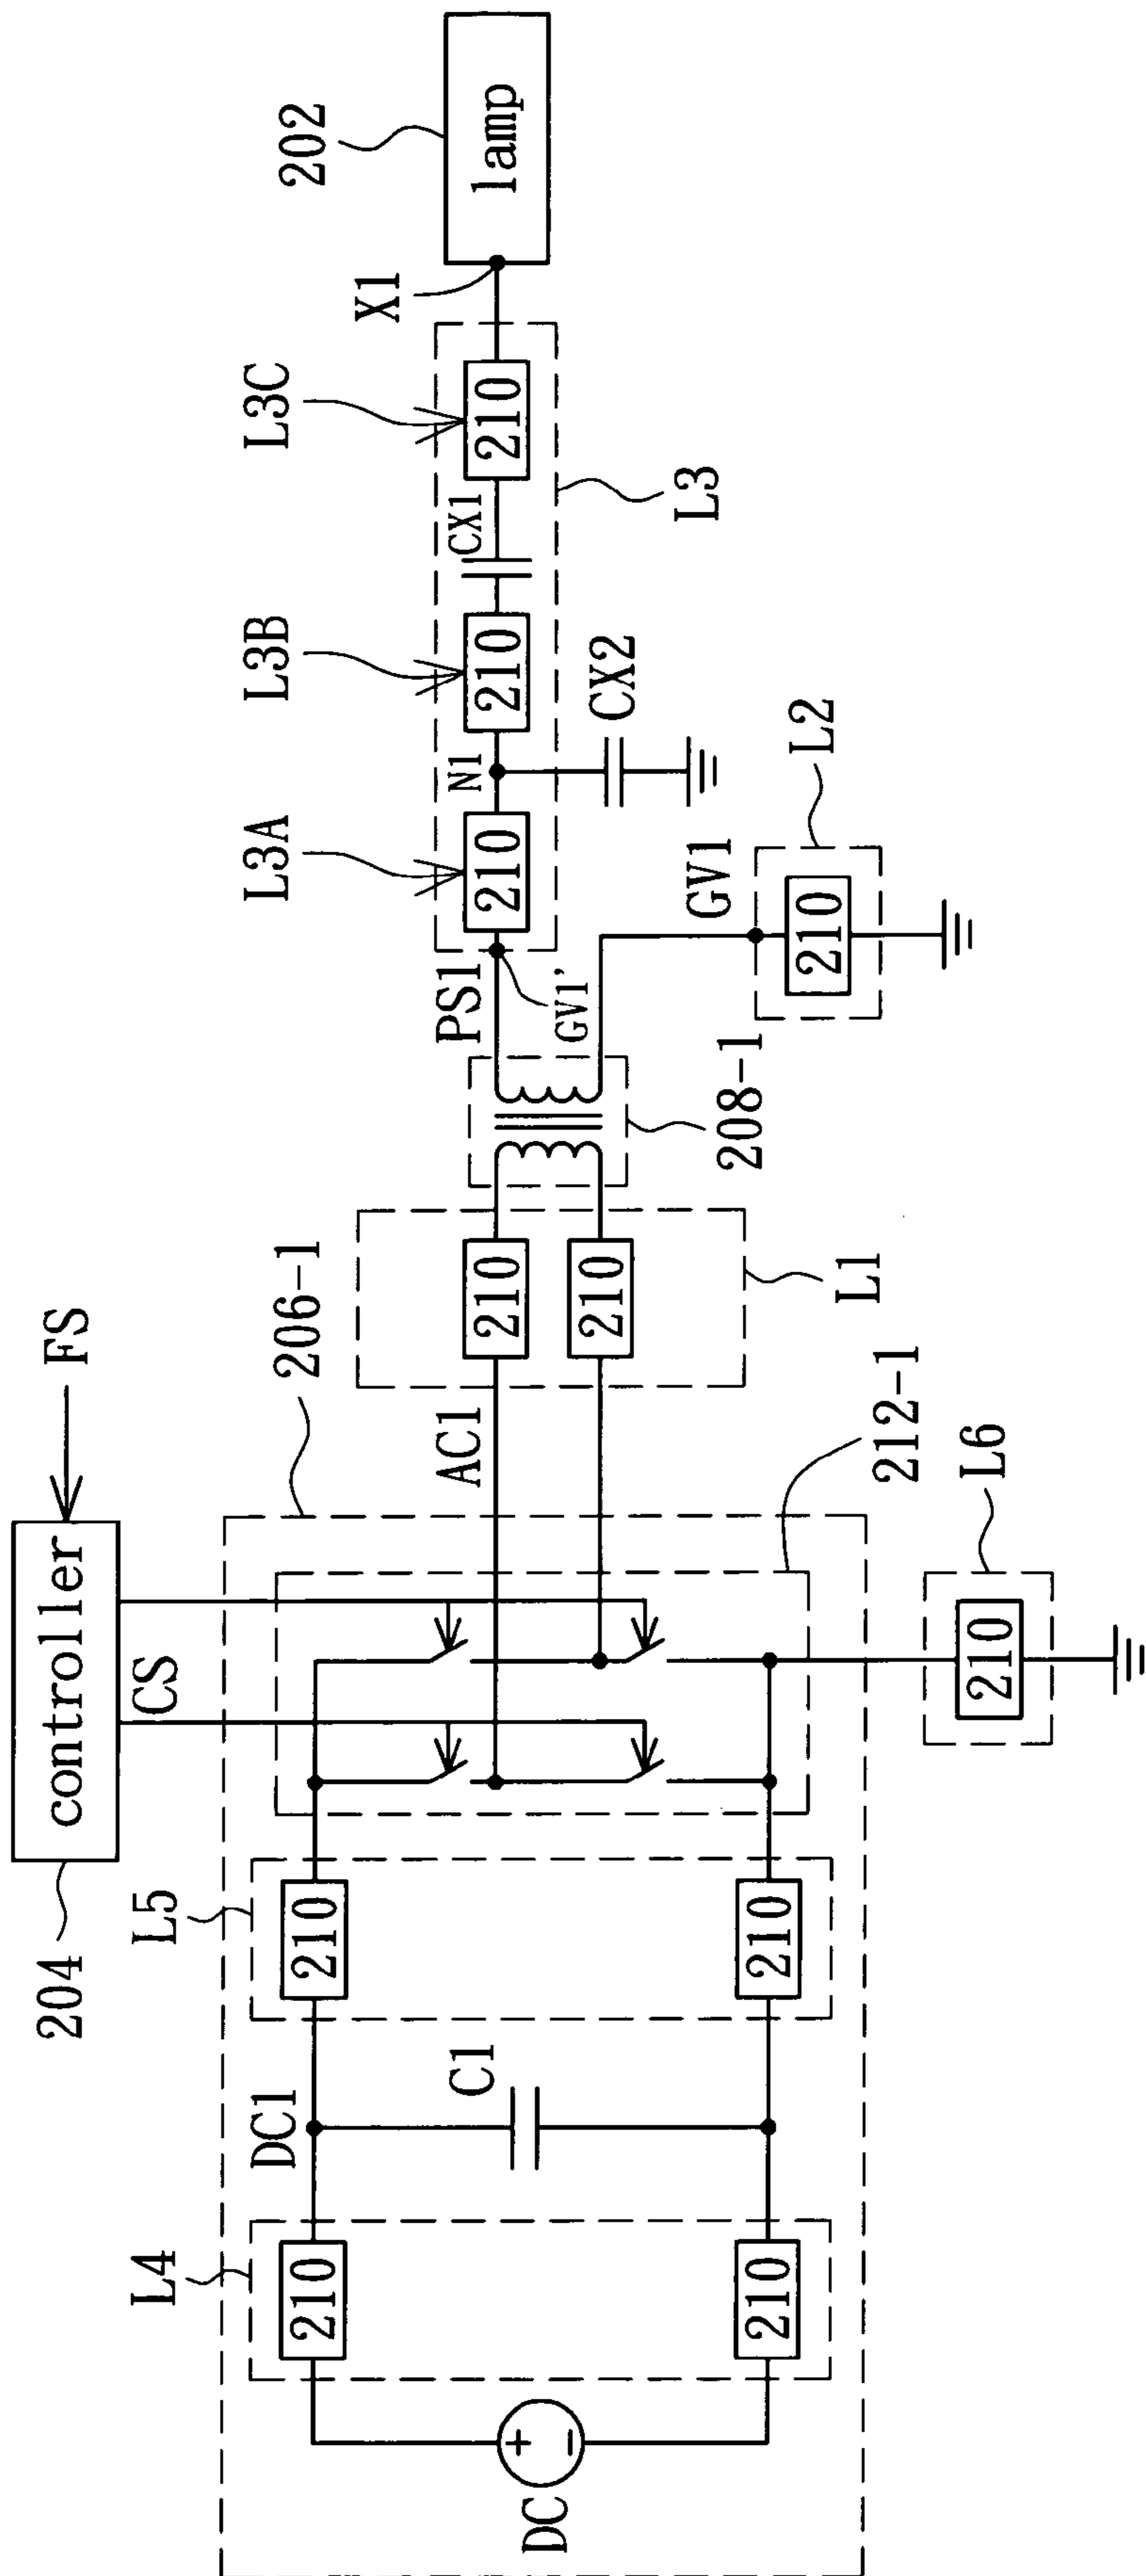 202
lamp
X1
L3C
210
CX1
L3
L3B
210
CX2
N1
L3A
210
L2
GV1
210
PS1
GV1'
208-1
206-1
210
210
L1
FS
AC1
212-1
L6
controller
CS
210
204
L5
210
210
DC1
C1
L4
210
210
DC